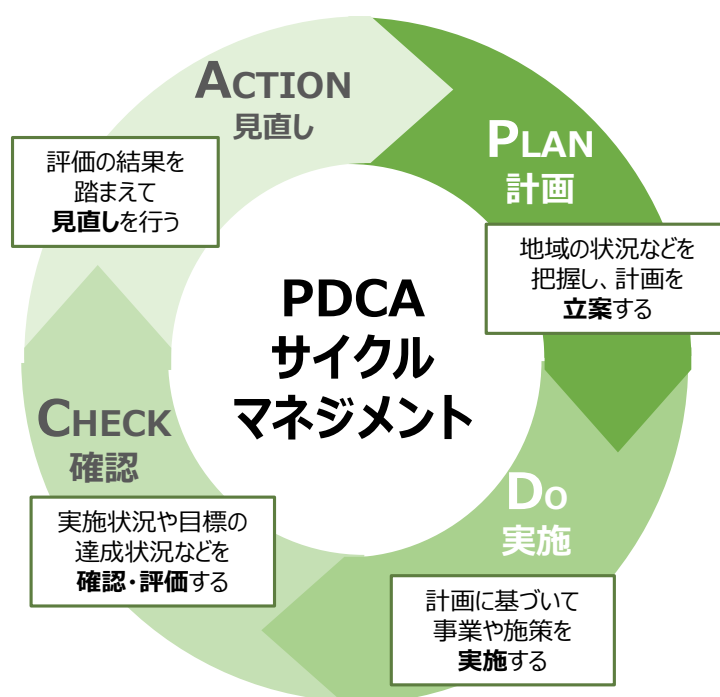 PDCA
サイクル
マネジメント
PLAN
計画
地域の状況などを
把握し、計画を
立案する
DO
実施
計画に基づいて
事業や施策を
実施する
CHECK
確認
実施状況や目標の
達成状況などを
確認・評価する
ACTION
見直し
評価の結果を
踏まえて
見直しを行う